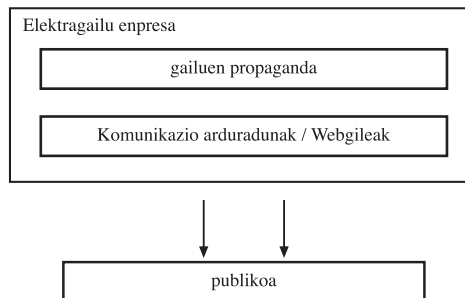 Elektragailu enpresa
gailuen propaganda
Komunikazio arduradunak / Webgileak
publikoa